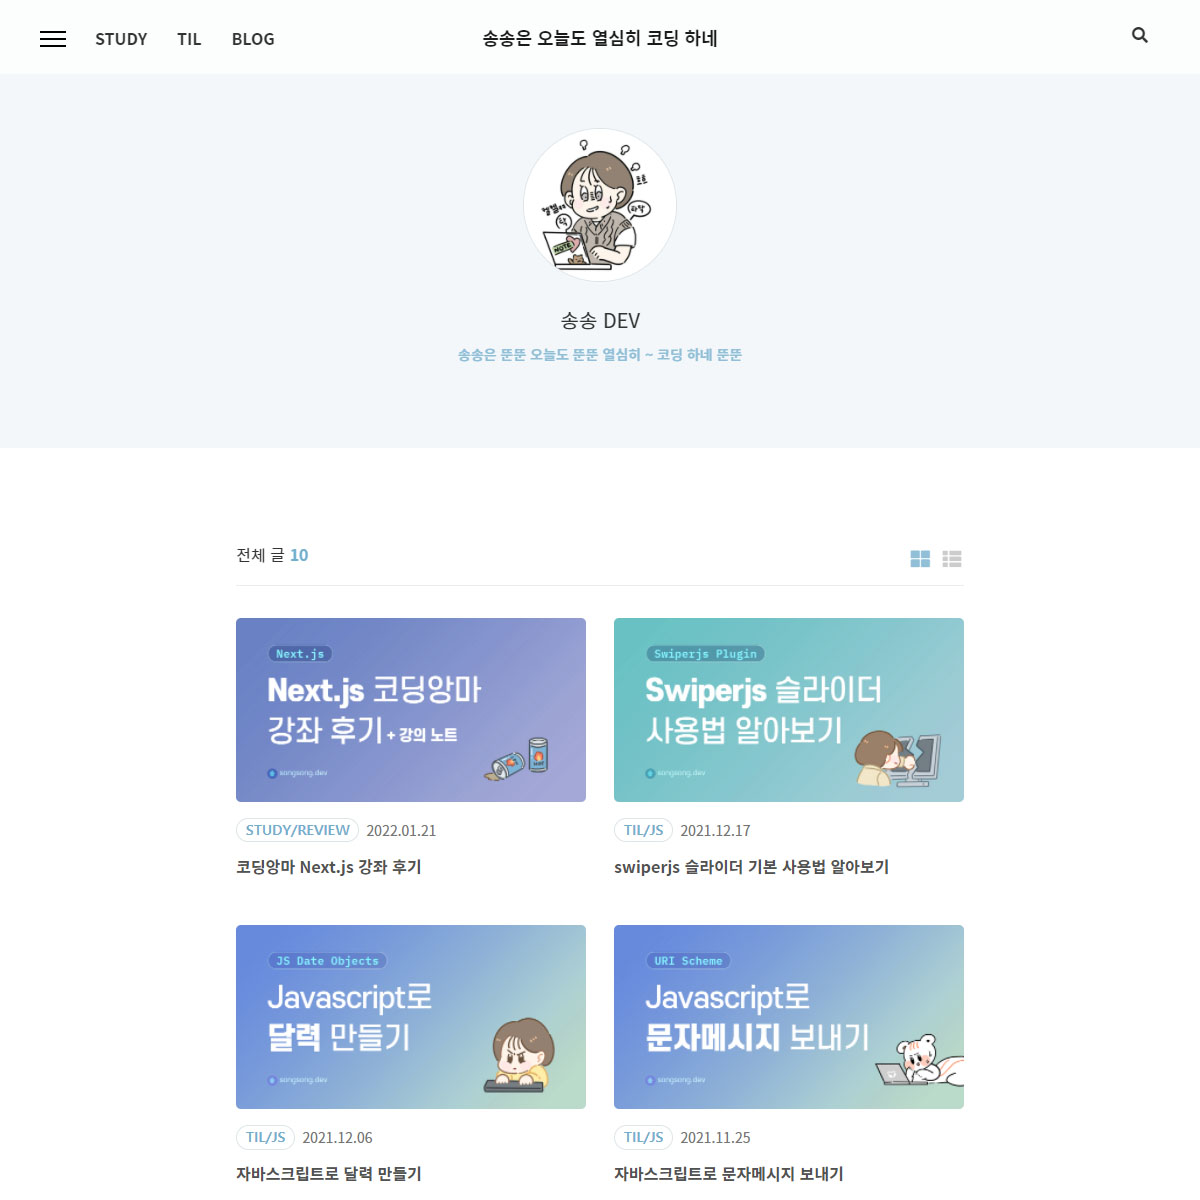 STUDY TIL BLOG 송송은 오늘도 열심히 코딩 하네
송송 DEV
송송은 뚠뚠 오늘도 뚠뚠 열심히 ~ 코딩 하네 뚠뚠
전체 글 10
Next.js
Next.js 코딩앙마
강좌 후기 + 강의 노트
songsong.dev
STUDY/REVIEW 2022.01.21
코딩앙마 Next.js 강좌 후기
Swiperjs Plugin
Swiperjs 슬라이더
사용법 알아보기
songsong.dev
TIL/JS 2021.12.17
swiperjs 슬라이더 기본 사용법 알아보기
JS Date Objects
Javascript로
달력 만들기
songsong.dev
TIL/JS 2021.12.06
자바스크립트로 달력 만들기
URI Scheme
Javascript로
문자메시지 보내기
songsong.dev
TIL/JS 2021.11.25
자바스크립트로 문자메시지 보내기